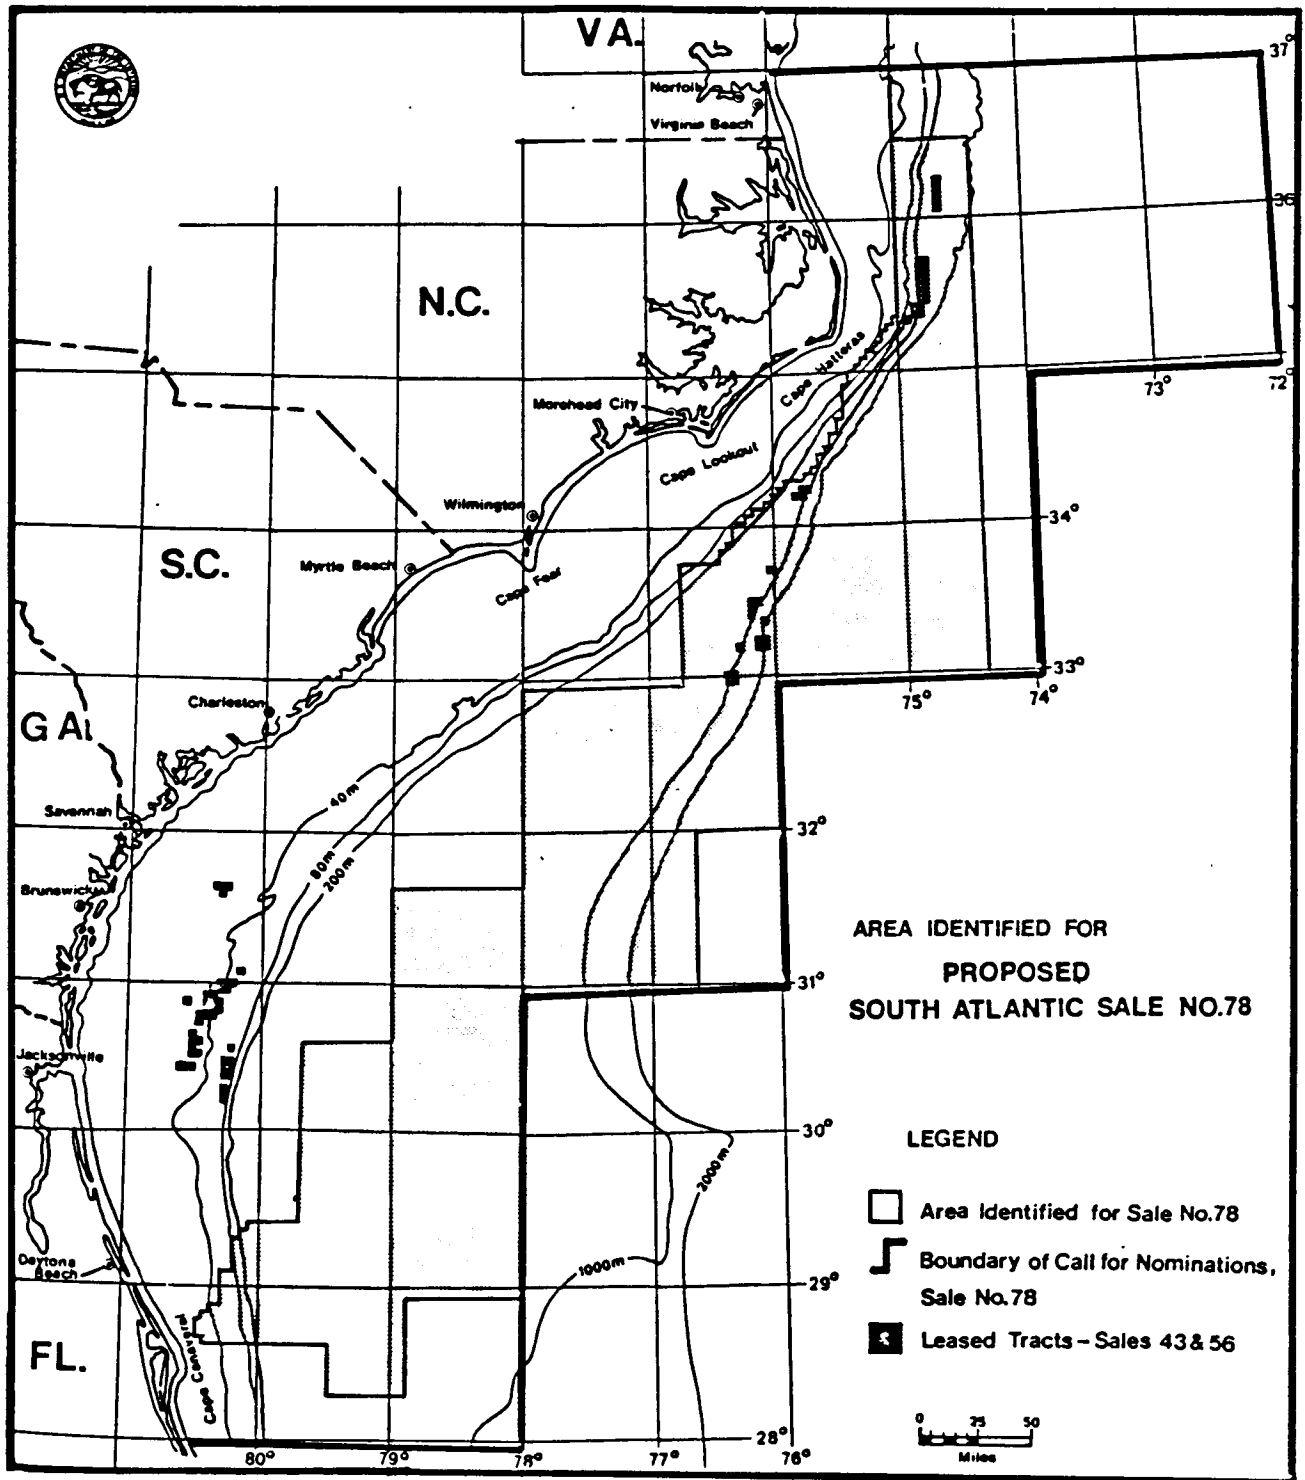 VA.
37°
Norfolk
Virginia Beach
36
N.C.
Cape Hatteras
73°
72°
Morehead City
Cape Lookout
Wilmington
34°
S.C.
Myrtle Beach
Cape Fear
33°
75°
74°
Charleston
GA.
40m
Savannah
32°
80m
200m
Brunswick
AREA IDENTIFIED FOR
PROPOSED
SOUTH ATLANTIC SALE NO.78
31°
Jacksonville
30°
LEGEND
2000m
Area Identified for Sale No.78
Daytona
Beach
1000m
29°
Boundary of Call for Nominations,
Sale No.78
Leased Tracts-Sales 43&56
FL.
Cape Canaveral
0 25 50
Miles
28°
80°
79°
78°
77°
76°